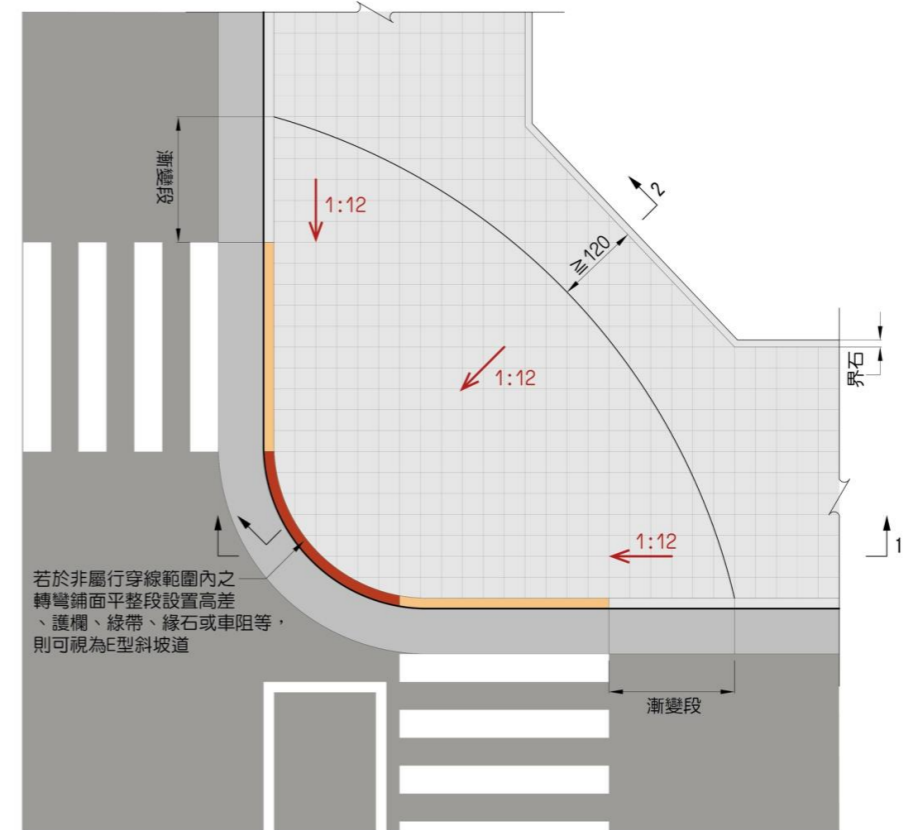 漸變段
1:12
2
≧120
1:12
界石
1:12
1
若於非屬行穿線範圍內之
轉彎鋪面平整段設置高差
、護欄、綠帶、緣石或車阻等，
則可視為E型斜坡道
漸變段